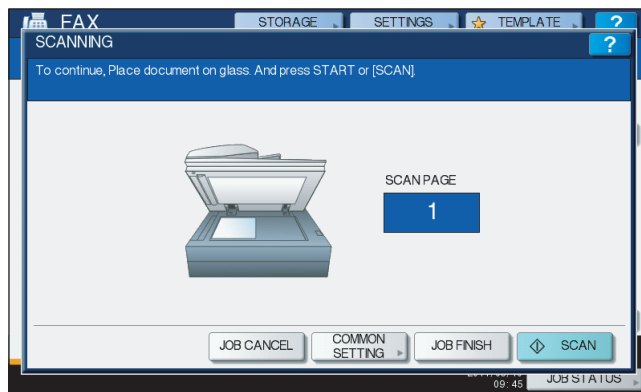 FAX STORAGE SETTINGS TEMPLATE ?
SCANNING ?
To continue, Place document on glass. And press START or [SCAN].
SCAN PAGE
1
JOB CANCEL COMMON SETTING JOB FINISH SCAN
09:45 JOB STATUS